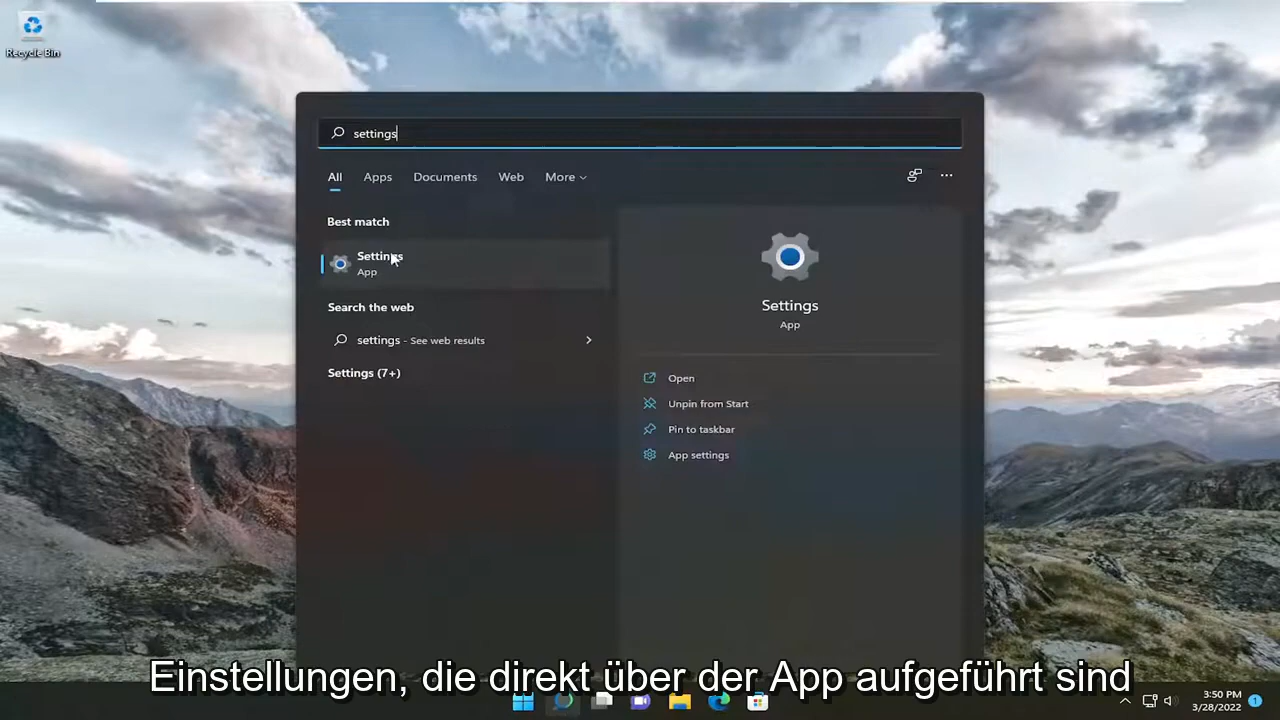 Recycle Bin
settings
All Apps Documents Web More
Best match
Settings
App
Search the web
settings - See web results
Settings (7+)
Settings
App
Open
Unpin from Start
Pin to taskbar
App settings
Einstellungen, die direkt über der App aufgeführt sind
3:50 PM
3/28/2022
1